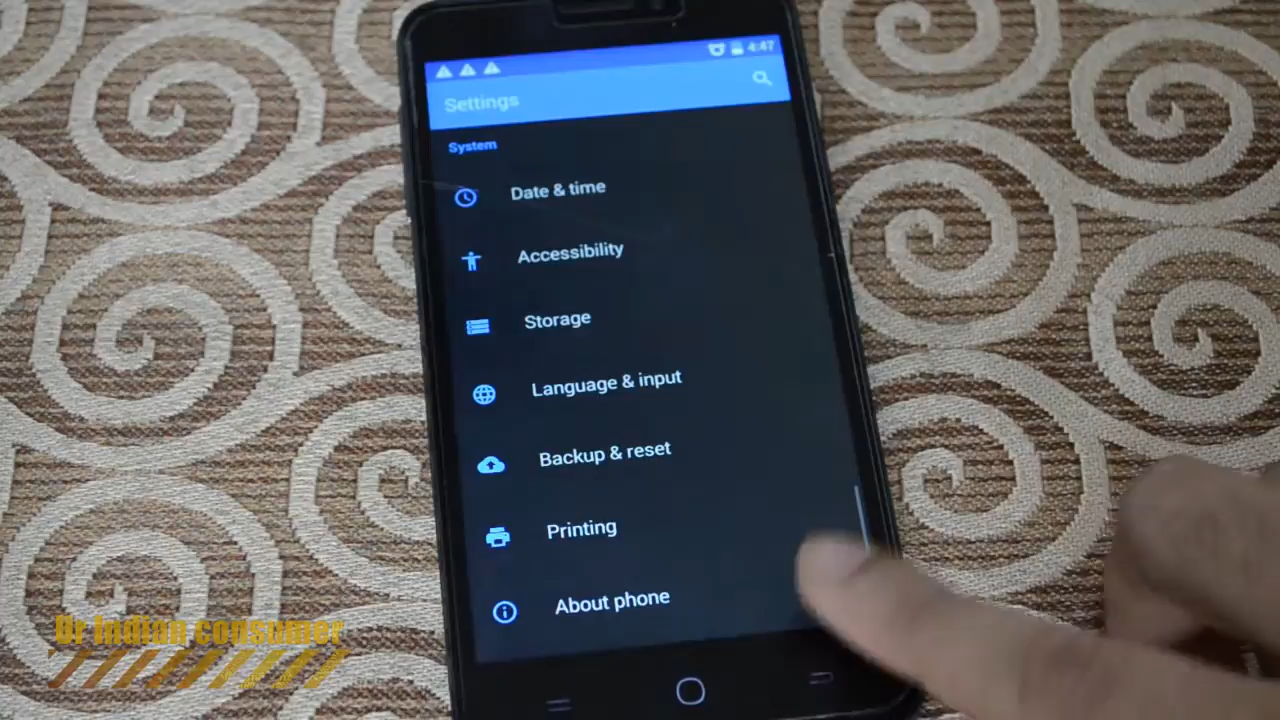 4:47
Settings
System
Date & time
Accessibility
Storage
Language & input
Backup & reset
Printing
About phone
Ur indian consumer